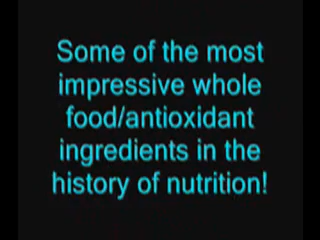 Some of the most
impressive whole
food/antioxidant
ingredients in the
history of nutrition!